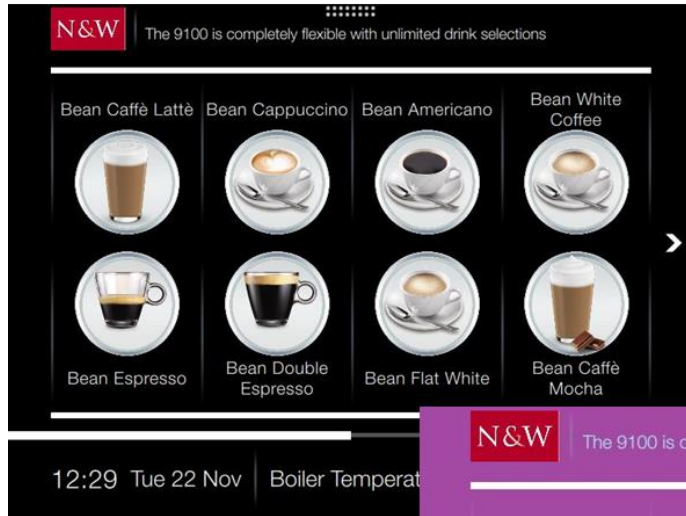 N&W The 9100 is completely flexible with unlimited drink selections
Bean Caffè Lattè
Bean Cappuccino
Bean Americano
Bean White
Coffee
Bean Espresso
Bean Double
Espresso
Bean Flat White
Bean Caffè
Mocha
12:29 Tue 22 Nov Boiler Temperat
N&W The 9100 is c